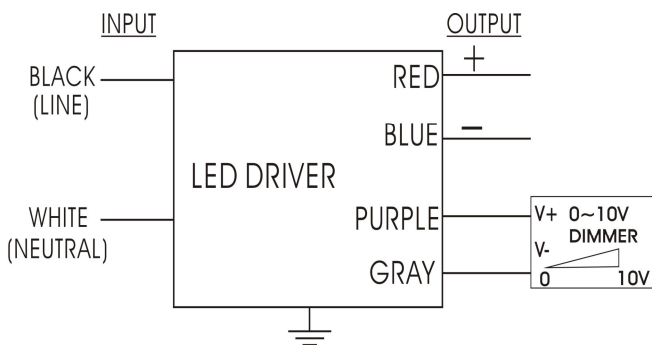 INPUT
OUTPUT
BLACK
(LINE)
WHITE
(NEUTRAL)
LED DRIVER
RED
+
BLUE
−
PURPLE
GRAY
V+ 0~10V
DIMMER
V-
0 10V